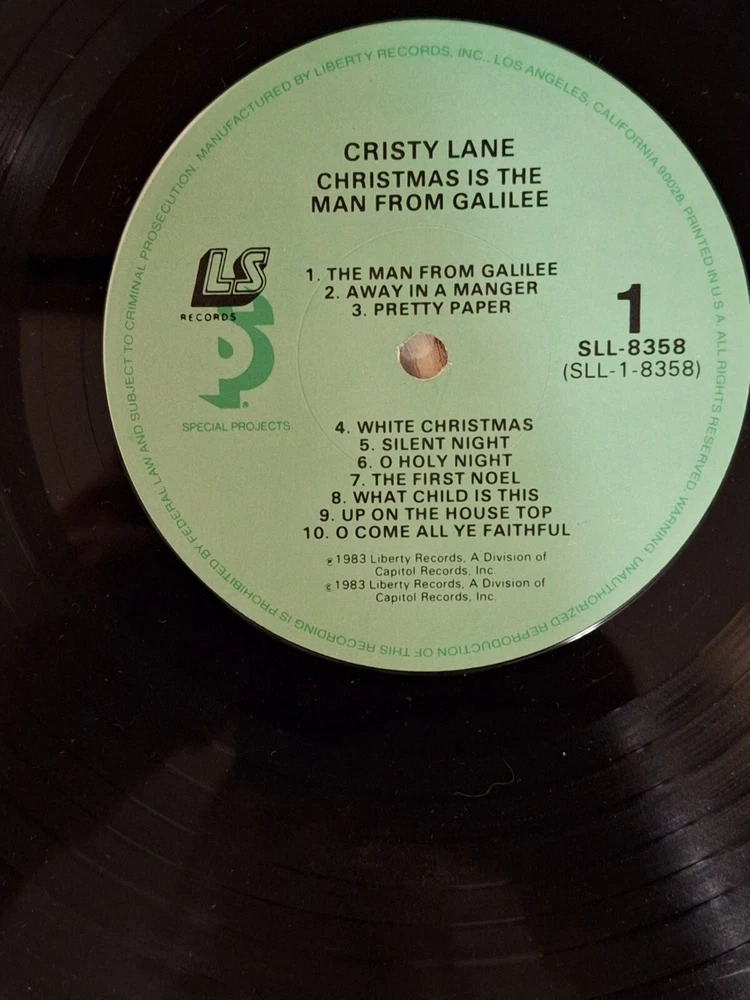 CRISTY LANE
CHRISTMAS IS THE
MAN FROM GALILEE
LS
RECORDS
SP®
SPECIAL PROJECTS
1. THE MAN FROM GALILEE
2. AWAY IN A MANGER
3. PRETTY PAPER
1
SLL-8358
(SLL-1-8358)
4. WHITE CHRISTMAS
5. SILENT NIGHT
6. O HOLY NIGHT
7. THE FIRST NOEL
8. WHAT CHILD IS THIS
9. UP ON THE HOUSE TOP
10. O COME ALL YE FAITHFUL
℗1983 Liberty Records, A Division of
Capitol Records, Inc.
©1983 Liberty Records, A Division of
Capitol Records, Inc.
MANUFACTURED BY LIBERTY RECORDS, INC., LOS ANGELES, CALIFORNIA 90028. PRINTED IN U.S.A. ALL RIGHTS RESERVED. WARNING: UNAUTHORIZED REPRODUCTION OF THIS RECORDING IS PROHIBITED BY FEDERAL LAW AND SUBJECT TO CRIMINAL PROSECUTION.